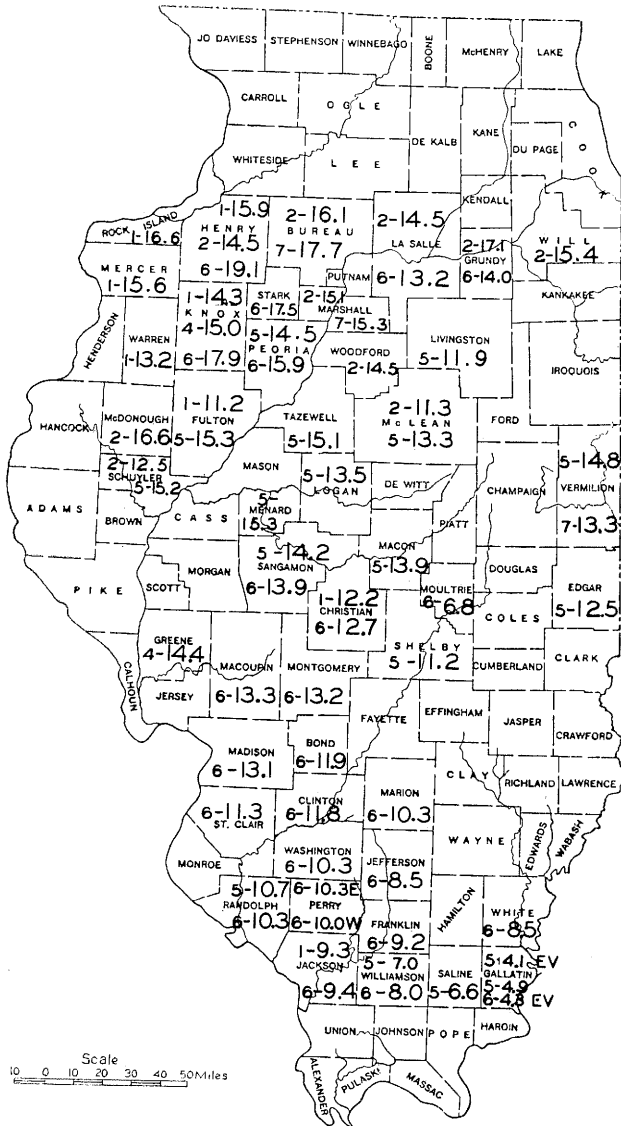 JO DAVIESS STEPHENSON WINNEBAGO BOONE McHENRY LAKE
CARROLL OGLE DE KALB KANE COOK
DU PAGE
WHITESIDE LEE
KENDALL
ROCK ISLAND
1-16.6
1-15.9
HENRY
2-14.5
6-19.1
2-16.1
BUREAU
7-17.7
2-14.5
LA SALLE
6-13.2
2-17.1
GRUNDY
6-14.0
WILL
2-15.4
MERCER
1-15.6
PUTNAM
KANKAKEE
1-14.3
KNOX
4-15.0
6-17.9
STARK
6-17.5
2-15.1
MARSHALL
7-15.3
HENDERSON
WARREN
1-13.2
5-14.5
PEORIA
6-15.9
WOODFORD
2-14.5
LIVINGSTON
5-11.9
IROQUOIS
HANCOCK
McDONOUGH
2-16.6
1-11.2
FULTON
5-15.3
TAZEWELL
5-15.1
2-11.3
McLEAN
5-13.3
FORD
2-12.5
SCHUYLER
5-15.2
MASON
5-13.5
LOGAN
DE WITT
CHAMPAIGN
5-14.8
VERMILION
7-13.3
ADAMS
BROWN
CASS
5-
MENARD
15.3
PIATT
MACON
5-13.9
PIKE
SCOTT
MORGAN
5-14.2
SANGAMON
6-13.9
1-12.2
CHRISTIAN
6-12.7
MOULTRIE
6-6.8
DOUGLAS
EDGAR
5-12.5
COLES
GREENE
4-14.4
SHELBY
5-11.2
CUMBERLAND
CLARK
CALHOUN
JERSEY
MACOUPIN
6-13.3
MONTGOMERY
6-13.2
FAYETTE
EFFINGHAM
JASPER
CRAWFORD
MADISON
6-13.1
BOND
6-11.9
CLAY
RICHLAND
LAWRENCE
6-11.3
ST. CLAIR
CLINTON
6-11.8
MARION
6-10.3
WAYNE
EDWARDS
WABASH
MONROE
WASHINGTON
6-10.3
JEFFERSON
6-8.5
5-10.7
RANDOLPH
6-10.3
6-10.3E
PERRY
6-10.0W
FRANKLIN
6-9.2
HAMILTON
WHITE
6-8.5
1-9.3
JACKSON
6-9.4
5-7.0
WILLIAMSON
6-8.0
SALINE
5-6.6
5-4.1 EV
GALLATIN
5-4.9
6-4.8 EV
UNION
JOHNSON
POPE
HARDIN
ALEXANDER
PULASKI
MASSAC
Scale
10 0 10 20 30 40 50 Miles